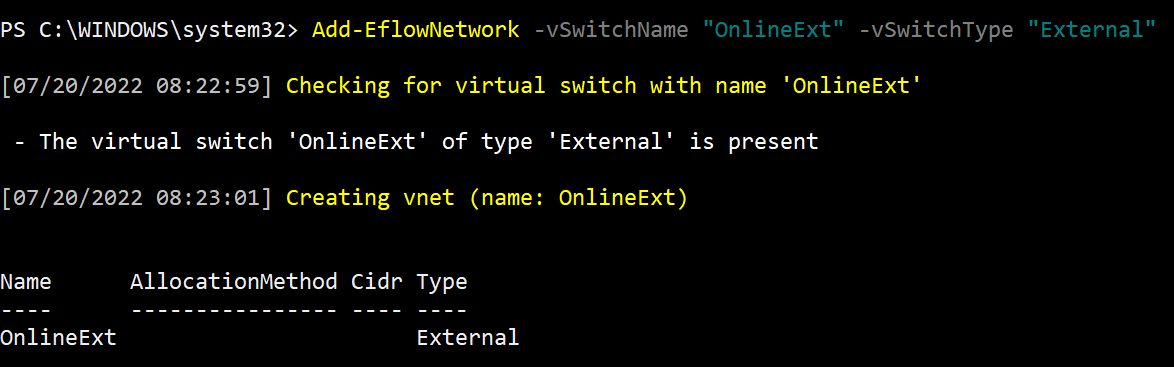 PS C:\WINDOWS\system32> Add-EflowNetwork -vSwitchName "OnlineExt" -vSwitchType "External"
[07/20/2022 08:22:59] Checking for virtual switch with name 'OnlineExt'
- The virtual switch 'OnlineExt' of type 'External' is present
[07/20/2022 08:23:01] Creating vnet (name: OnlineExt)
Name      AllocationMethod Cidr Type
----      ---------------- ---- ----
OnlineExt                       External